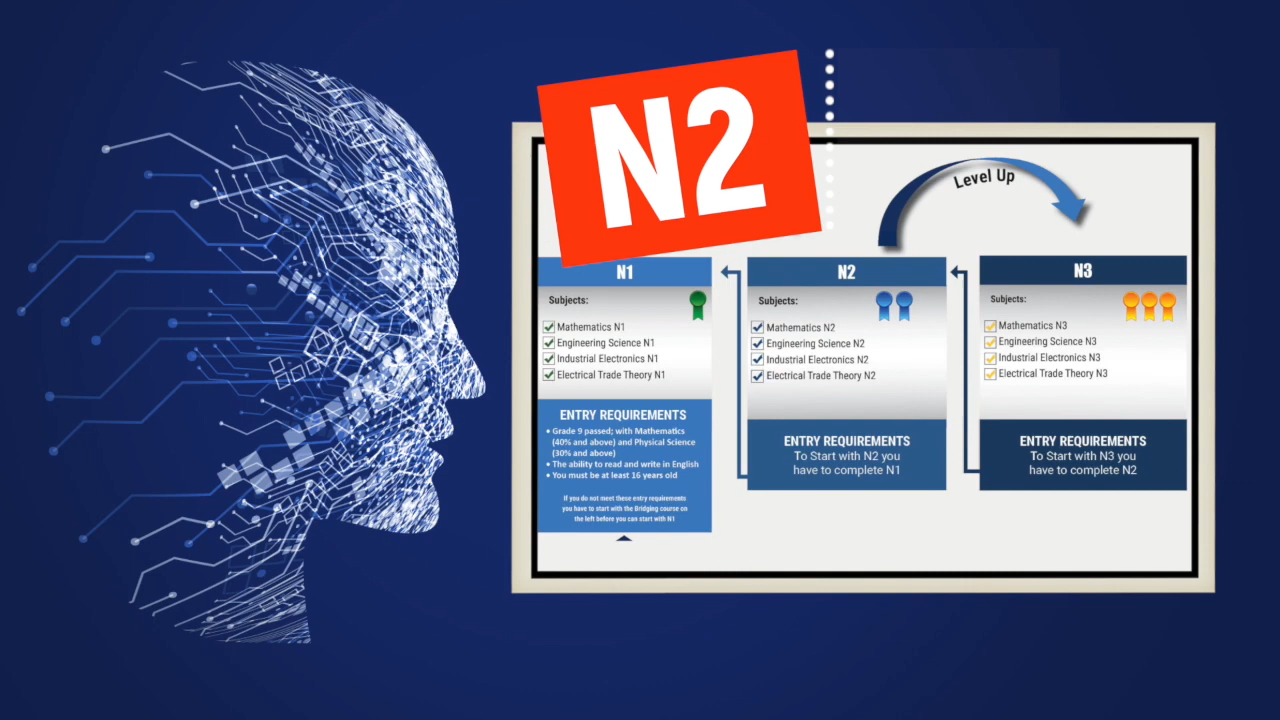 N2
Level Up
N1
Subjects:
Mathematics N1
Engineering Science N1
Industrial Electronics N1
Electrical Trade Theory N1
ENTRY REQUIREMENTS
• Grade 9 passed; with Mathematics
(40% and above) and Physical Science
(30% and above)
• The ability to read and write in English
• You must be at least 16 years old
If you do not meet these entry requirements
you have to start with the Bridging course on
the left before you can start with N1
N2
Subjects:
Mathematics N2
Engineering Science N2
Industrial Electronics N2
Electrical Trade Theory N2
ENTRY REQUIREMENTS
To Start with N2 you
have to complete N1
N3
Subjects:
Mathematics N3
Engineering Science N3
Industrial Electronics N3
Electrical Trade Theory N3
ENTRY REQUIREMENTS
To Start with N3 you
have to complete N2